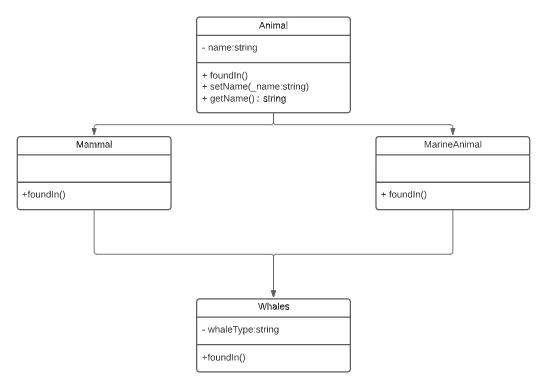 Animal
- name:string
+ foundIn()
+ setName(_name:string)
+ getName() : string
Mammal
+foundIn()
MarineAnimal
+ foundIn()
Whales
- whaleType:string
+foundIn()